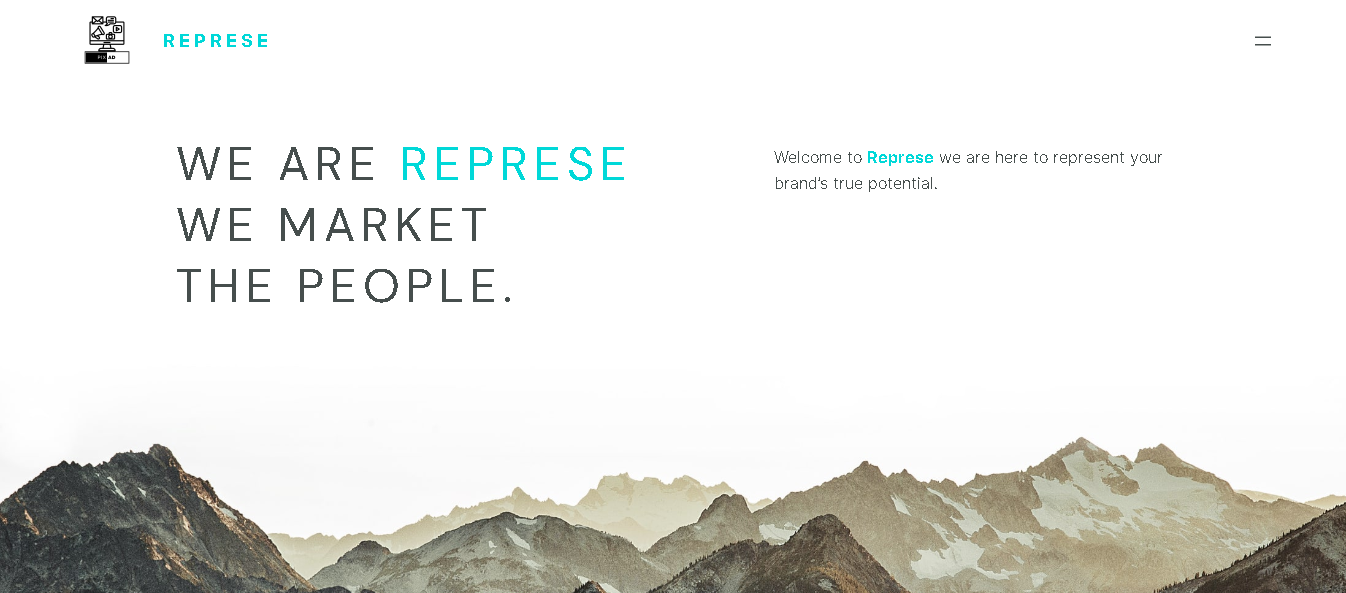 REPRESE
WE ARE REPRESE
WE MARKET
THE PEOPLE.
Welcome to Represe we are here to represent your
brand's true potential.